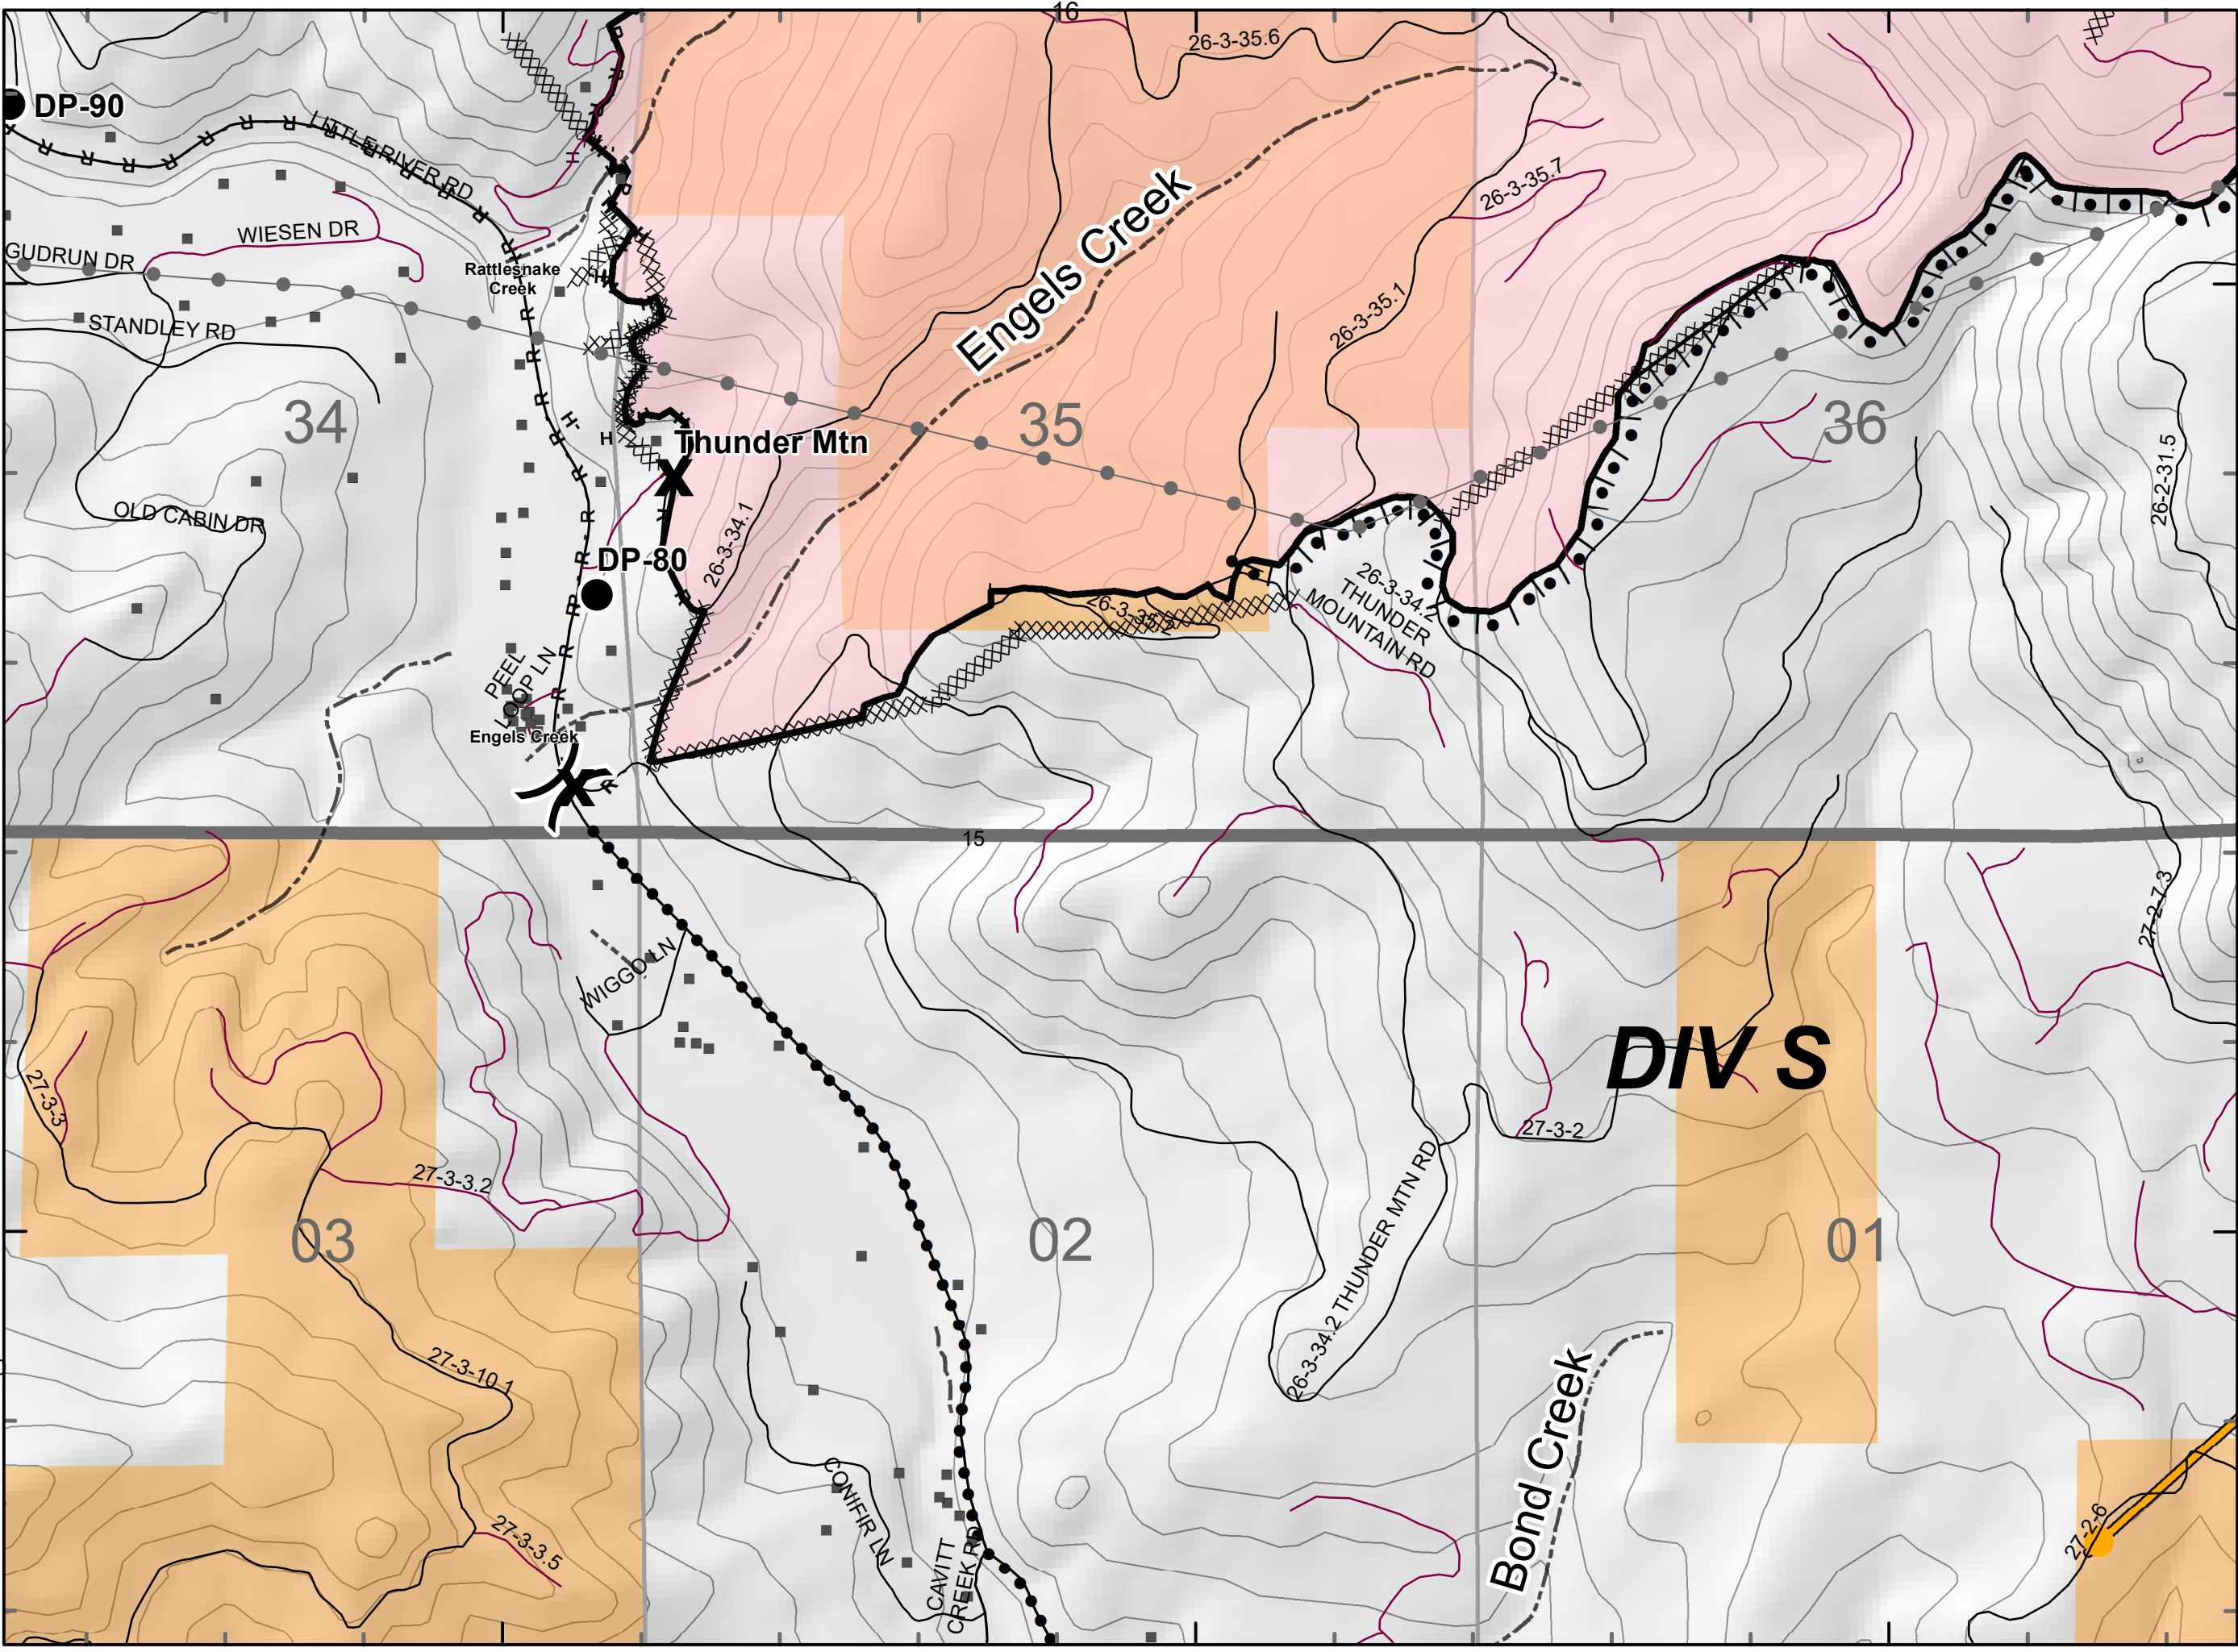 16
26-3-35.6
DP-90
LITTLE RIVER RD
26-3-35.7
WIESEN DR
GUDRUN DR
Rattlesnake
Creek
Engels Creek
STANDLEY RD
26-3-35.1
34
35
36
Thunder Mtn
X
26-2-31.5
OLD CABIN DR
26-3-34.1
DP-80
26-3-35.2
26-3-34.2
THUNDER
MOUNTAIN RD
PEEL
LOOP LN
Engels Creek
X
15
27-2-7.3
WIGGO LN
DIV S
27-3-3
27-3-2
27-3-3.2
03
02
01
26-3-34.2 THUNDER MTN RD
27-3-10.1
Bond Creek
CONIFIR LN
27-3-3.5
CAVITT
CREEK RD
27-2-6
R R R R R R R R R R R R R R R R R R R R
H H H